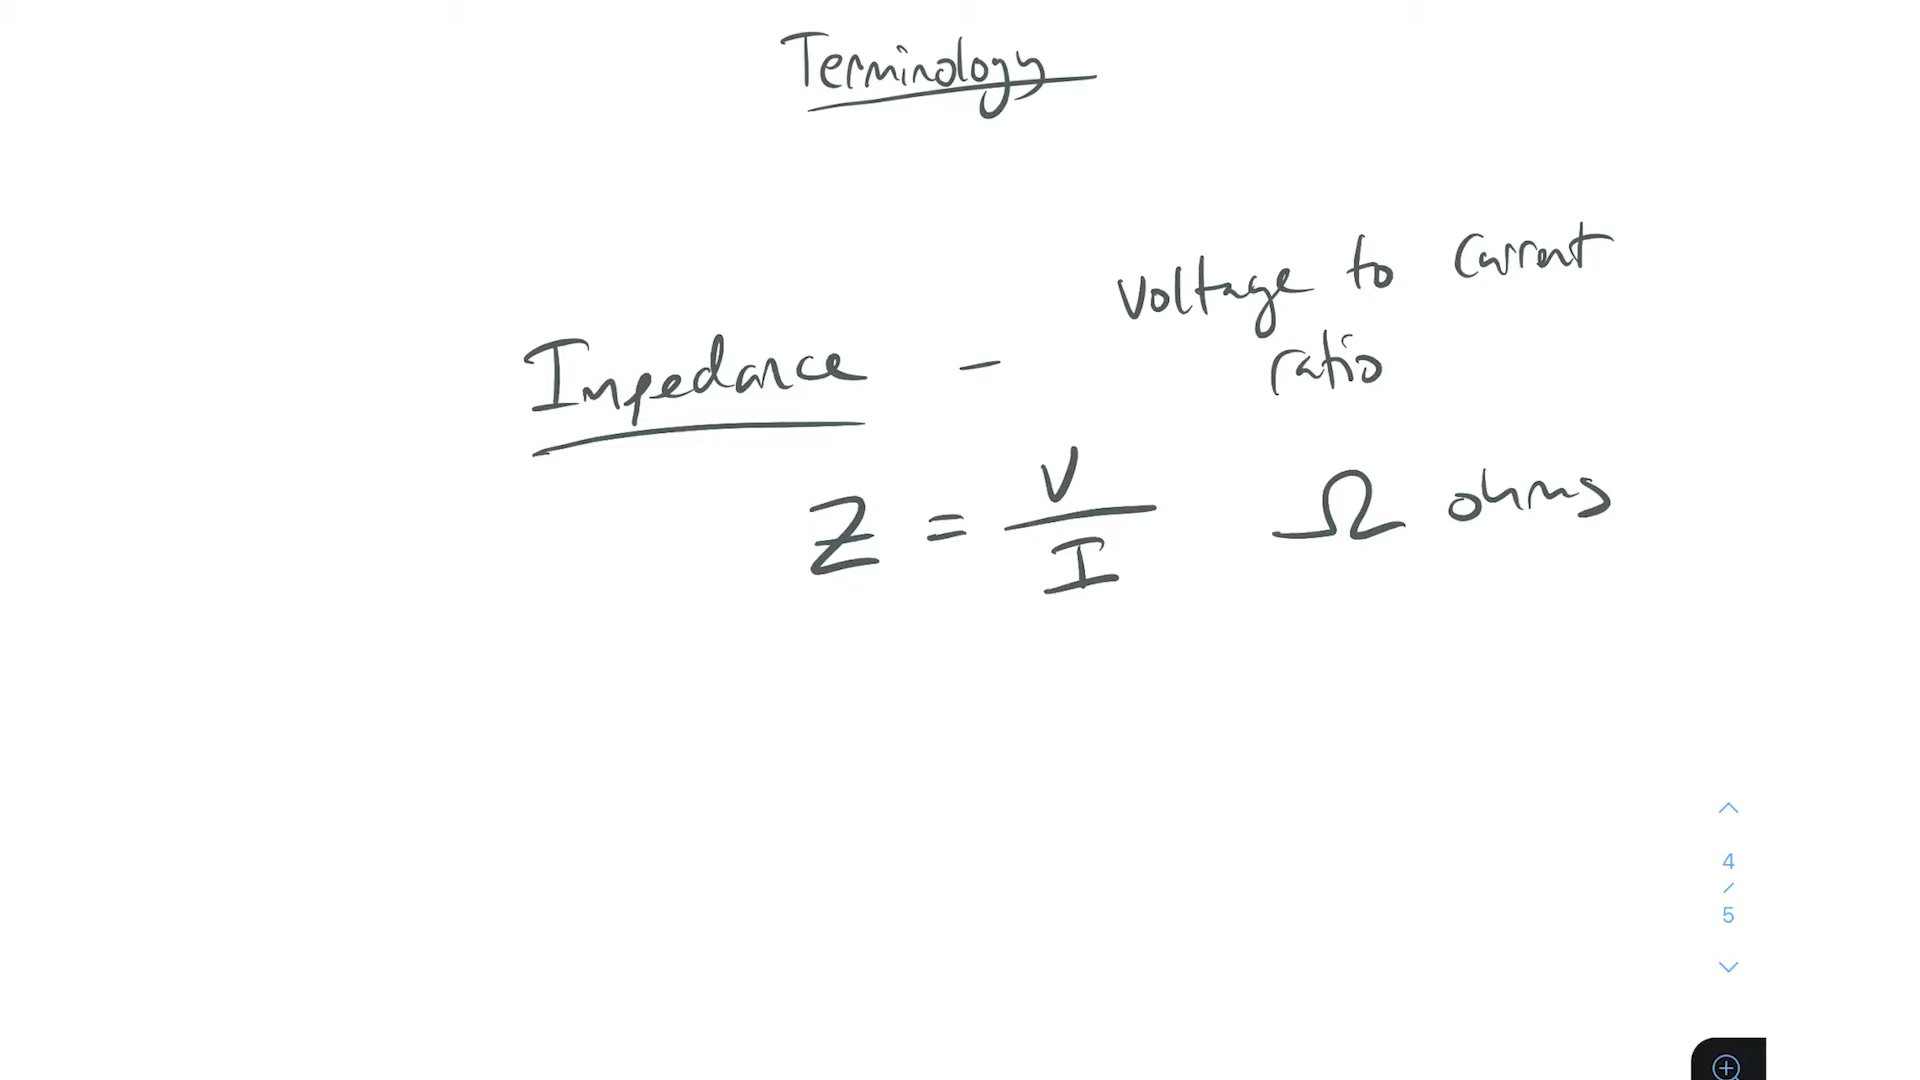 Terminology
Impedance - voltage to current
ratio
Z = V/I Ω ohms
4
/
5